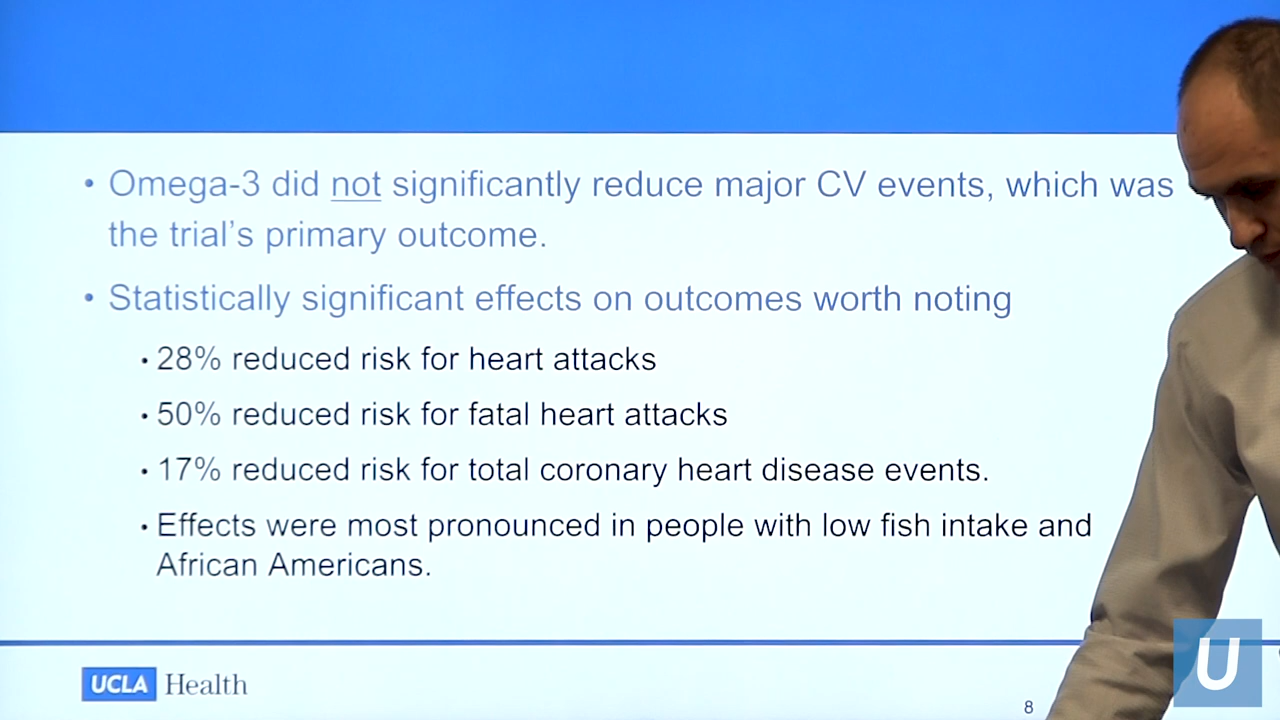 • Omega-3 did not significantly reduce major CV events, which was
the trial's primary outcome.
• Statistically significant effects on outcomes worth noting
• 28% reduced risk for heart attacks
• 50% reduced risk for fatal heart attacks
• 17% reduced risk for total coronary heart disease events.
• Effects were most pronounced in people with low fish intake and
African Americans.
UCLA Health
8
U